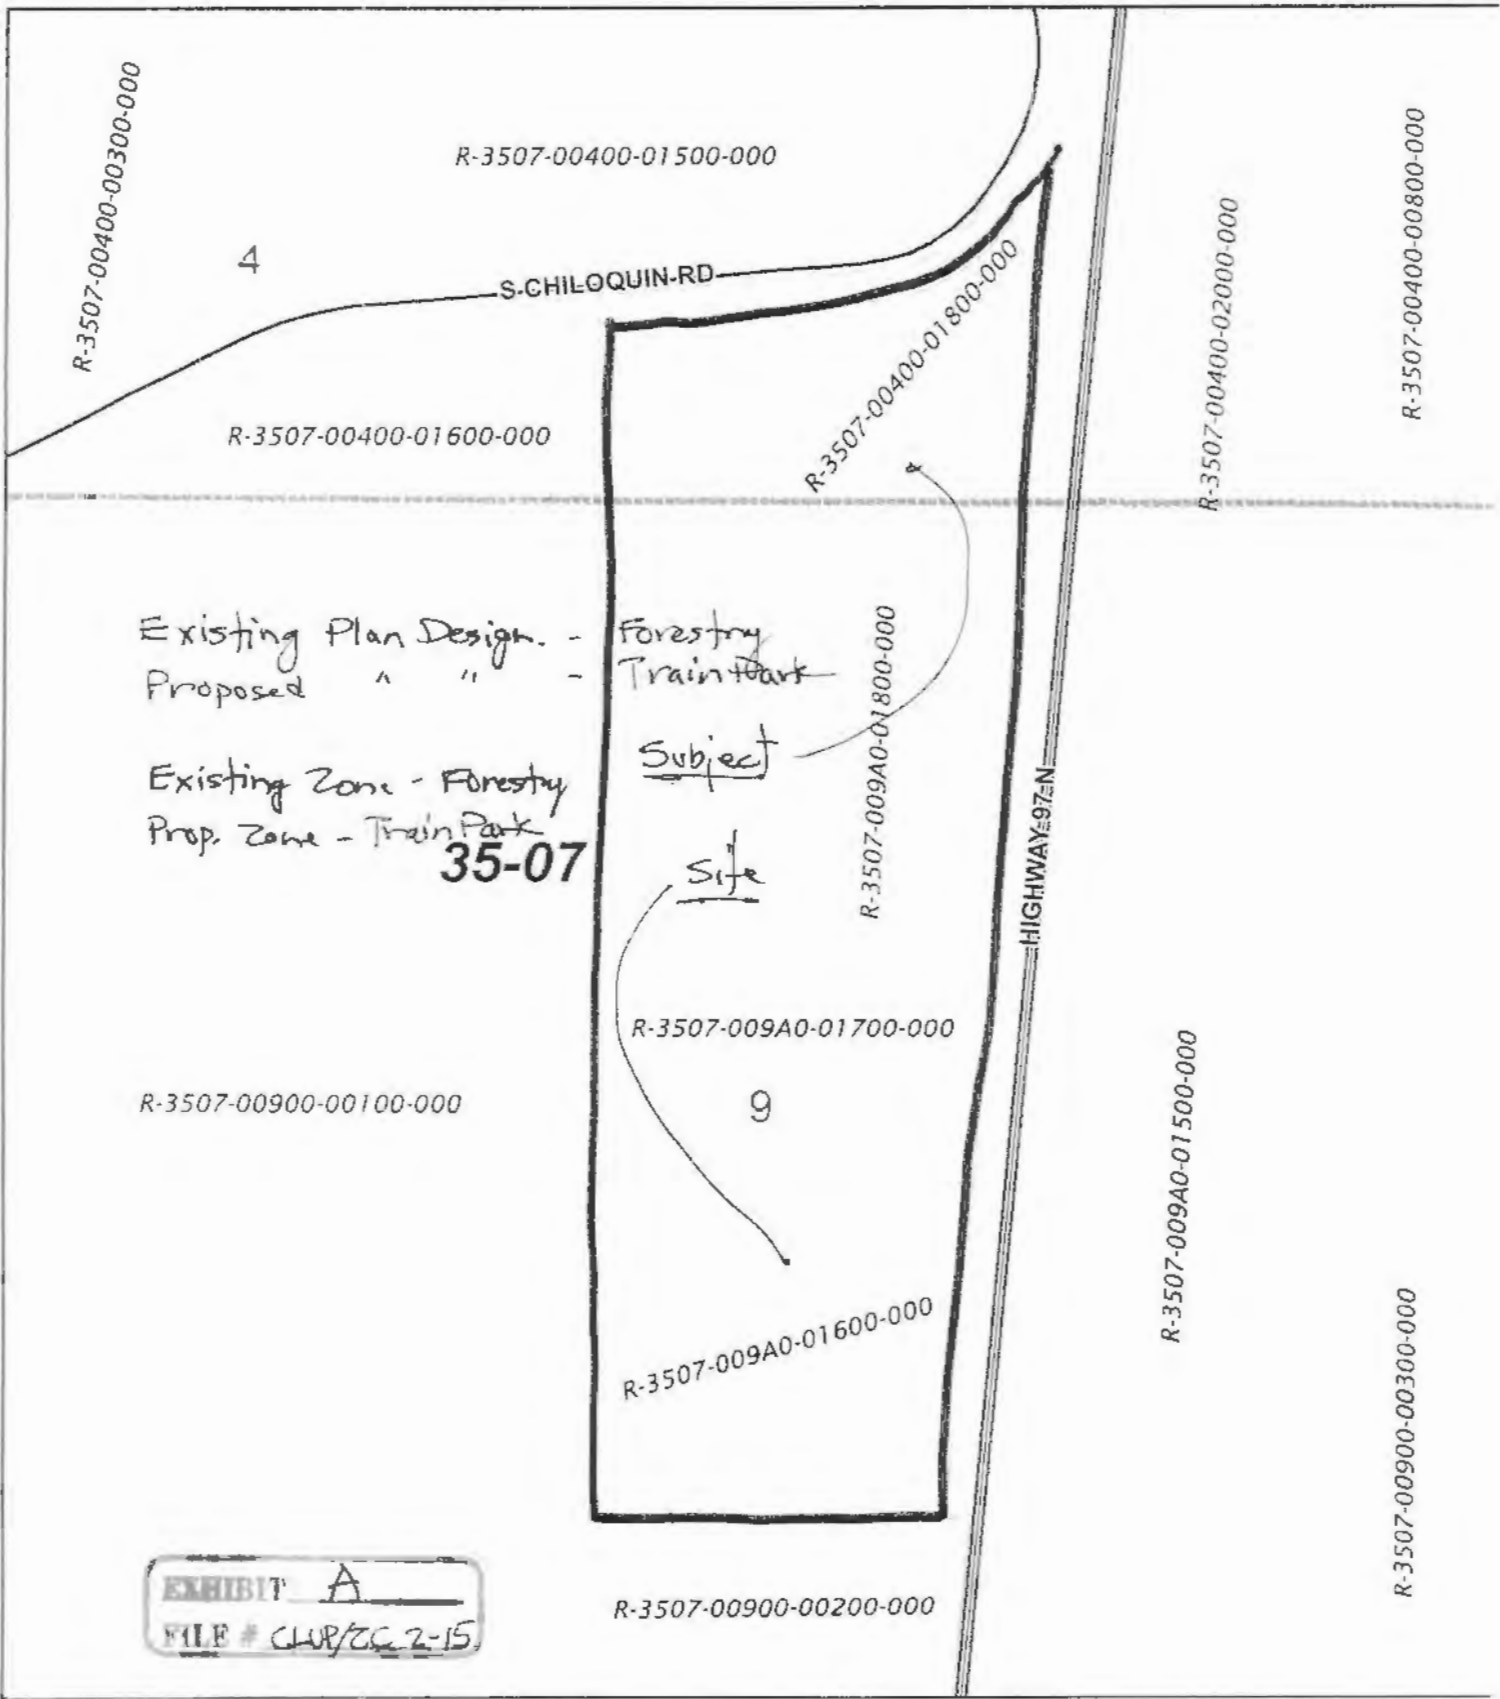 R-3507-00400-00300-000
R-3507-00400-01500-000
4
S-CHILOQUIN-RD
R-3507-00400-01800-000
R-3507-00400-02000-000
R-3507-00400-00800-000
R-3507-00400-01600-000
Existing Plan Design. - Forestry
Proposed " " - Train Park
Existing Zone - Forestry
Prop. Zone - Train Park
35-07
Subject
Site
R-3507-009A0-01800-000
HIGHWAY-97-N
R-3507-009A0-01700-000
9
R-3507-00900-00100-000
R-3507-009A0-01500-000
R-3507-009A0-01600-000
R-3507-00900-00300-000
R-3507-00900-00200-000
EXHIBIT A
FILE # CLUP/ZC 2-15